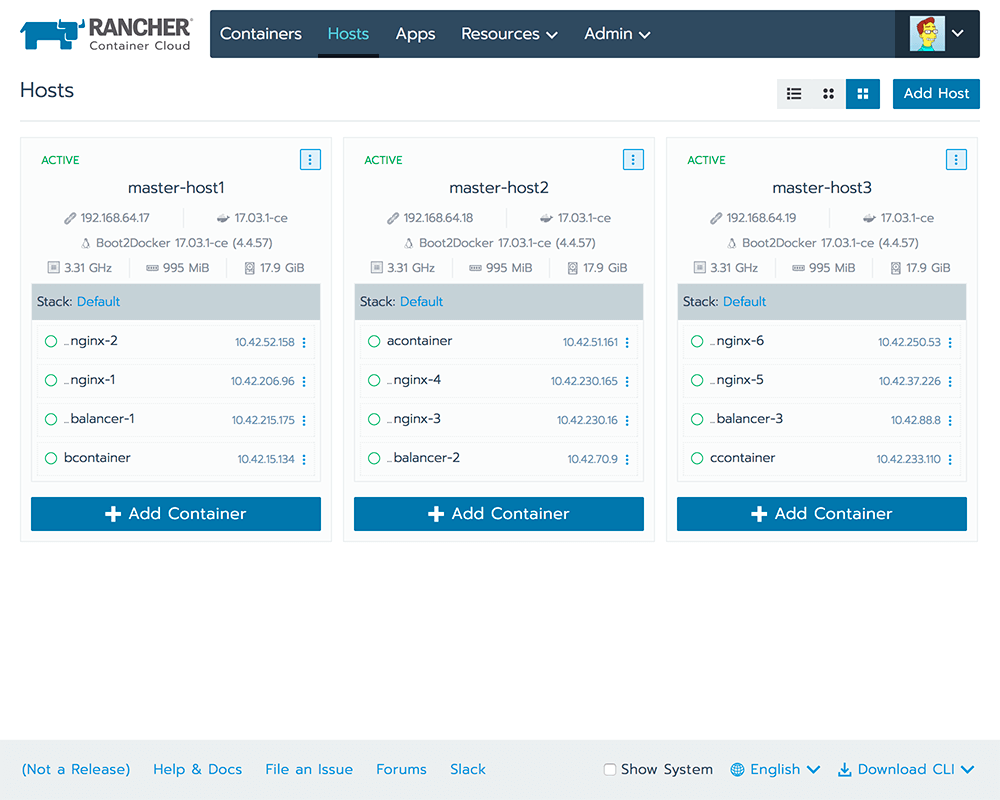 RANCHER
Container Cloud
Containers Hosts Apps Resources Admin
Hosts
Add Host
ACTIVE
master-host1
192.168.64.17 17.03.1-ce
Boot2Docker 17.03.1-ce (4.4.57)
3.31 GHz 995 MiB 17.9 GiB
Stack: Default
...nginx-2 10.42.52.158
...nginx-1 10.42.206.96
...balancer-1 10.42.215.175
bcontainer 10.42.15.134
Add Container
ACTIVE
master-host2
192.168.64.18 17.03.1-ce
Boot2Docker 17.03.1-ce (4.4.57)
3.31 GHz 995 MiB 17.9 GiB
Stack: Default
acontainer 10.42.51.161
...nginx-4 10.42.230.165
...nginx-3 10.42.230.16
...balancer-2 10.42.70.9
Add Container
ACTIVE
master-host3
192.168.64.19 17.03.1-ce
Boot2Docker 17.03.1-ce (4.4.57)
3.31 GHz 995 MiB 17.9 GiB
Stack: Default
...nginx-6 10.42.250.53
...nginx-5 10.42.37.226
...balancer-3 10.42.88.8
ccontainer 10.42.233.110
Add Container
(Not a Release) Help & Docs File an Issue Forums Slack Show System English Download CLI